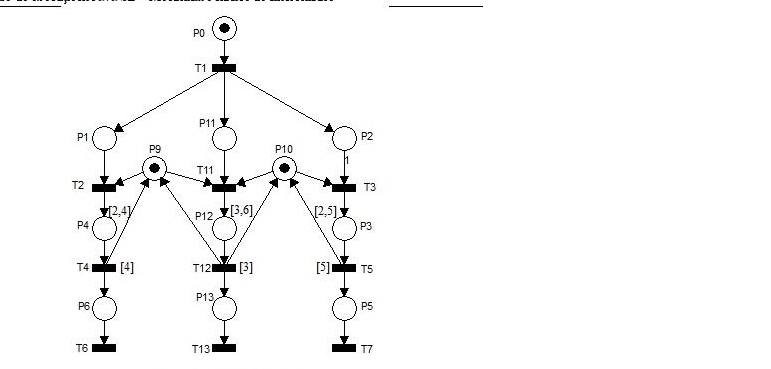 P0
T1
P1
P11
P2
P9
P10
1
T2
T11
T3
[2,4]
[3,6]
[2,5]
P4
P12
P3
T4
[4]
T12
[3]
[5]
T5
P6
P13
P5
T6
T13
T7